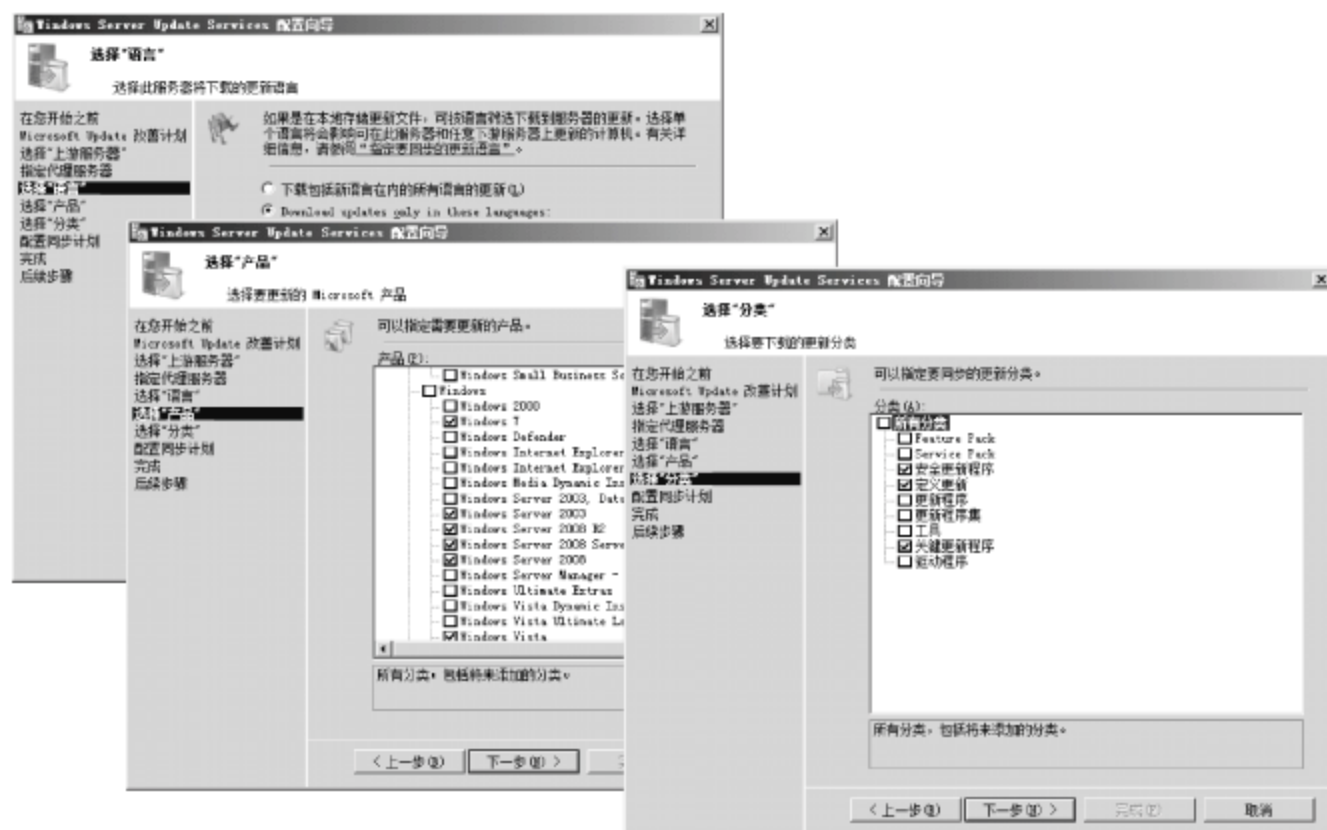 Windows Server Update Services 配置向导
选择"语言"
选择此服务器将下载的更新语言
在您开始之前
Microsoft Update 改善计划
选择"上游服务器"
指定代理服务器
选择"语言"
选择"产品"
选择"分类"
配置同步计划
完成
后续步骤
如果是在本地存储更新文件，可按语言筛选下载到服务器的更新。选择单
个语言将会影响可在此服务器和任意下游服务器上更新的计算机。有关详
细信息，请参阅"指定要同步的更新语言"。
下载包括新语言在内的所有语言的更新(L)
Download updates only in these languages:
Windows Server Update Services 配置向导
选择"产品"
选择要更新的 Microsoft 产品
在您开始之前
Microsoft Update 改善计划
选择"上游服务器"
指定代理服务器
选择"语言"
选择"产品"
选择"分类"
配置同步计划
完成
后续步骤
可以指定需要更新的产品。
产品(P):
Windows Small Business Se
Windows
Windows 2000
Windows 7
Windows Defender
Windows Internet Explorer
Windows Internet Explorer
Windows Media Dynamic Ins
Windows Server 2003, Data
Windows Server 2003
Windows Server 2008 R2
Windows Server 2008 Serve
Windows Server 2008
Windows Server Manager -
Windows Ultimate Extras
Windows Vista Dynamic Ins
Windows Vista Ultimate La
Windows Vista
所有分类，包括将来添加的分类。
<上一步(B)
下一步(N) >
Windows Server Update Services 配置向导
选择"分类"
选择要下载的更新分类
在您开始之前
Microsoft Update 改善计划
选择"上游服务器"
指定代理服务器
选择"语言"
选择"产品"
选择"分类"
配置同步计划
完成
后续步骤
可以指定要同步的更新分类。
分类(A):
所有分类
Feature Pack
Service Pack
安全更新程序
定义更新
更新程序
更新程序集
工具
关键更新程序
驱动程序
所有分类，包括将来添加的分类。
<上一步(B)
下一步(N) >
完成(F)
取消